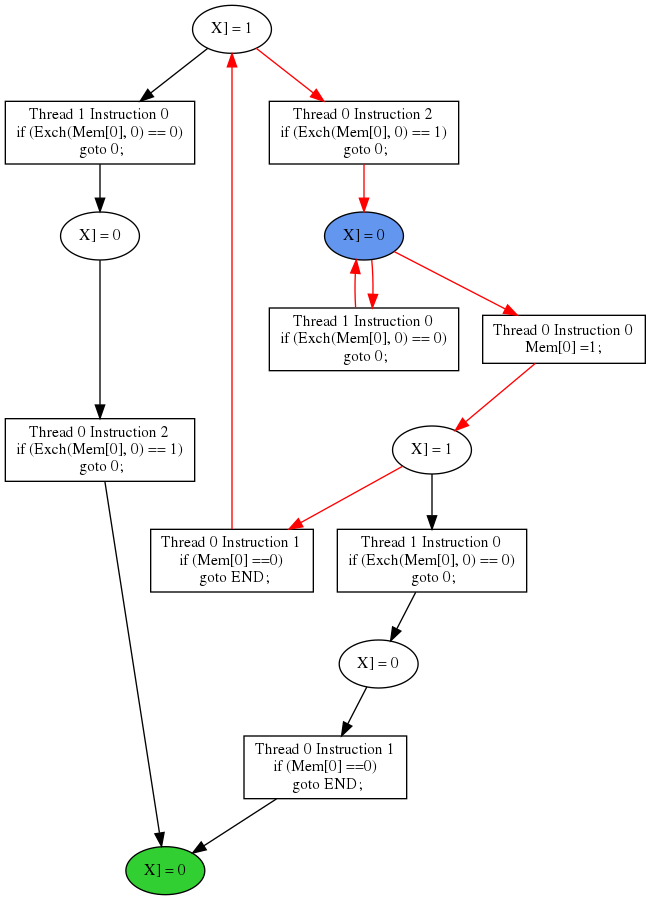 X] = 1
Thread 1 Instruction 0
if (Exch(Mem[0], 0) == 0)
goto 0;
Thread 0 Instruction 2
if (Exch(Mem[0], 0) == 1)
goto 0;
X] = 0
X] = 0
Thread 1 Instruction 0
if (Exch(Mem[0], 0) == 0)
goto 0;
Thread 0 Instruction 0
Mem[0] =1;
Thread 0 Instruction 2
if (Exch(Mem[0], 0) == 1)
goto 0;
X] = 1
Thread 0 Instruction 1
if (Mem[0] ==0)
goto END;
Thread 1 Instruction 0
if (Exch(Mem[0], 0) == 0)
goto 0;
X] = 0
Thread 0 Instruction 1
if (Mem[0] ==0)
goto END;
X] = 0